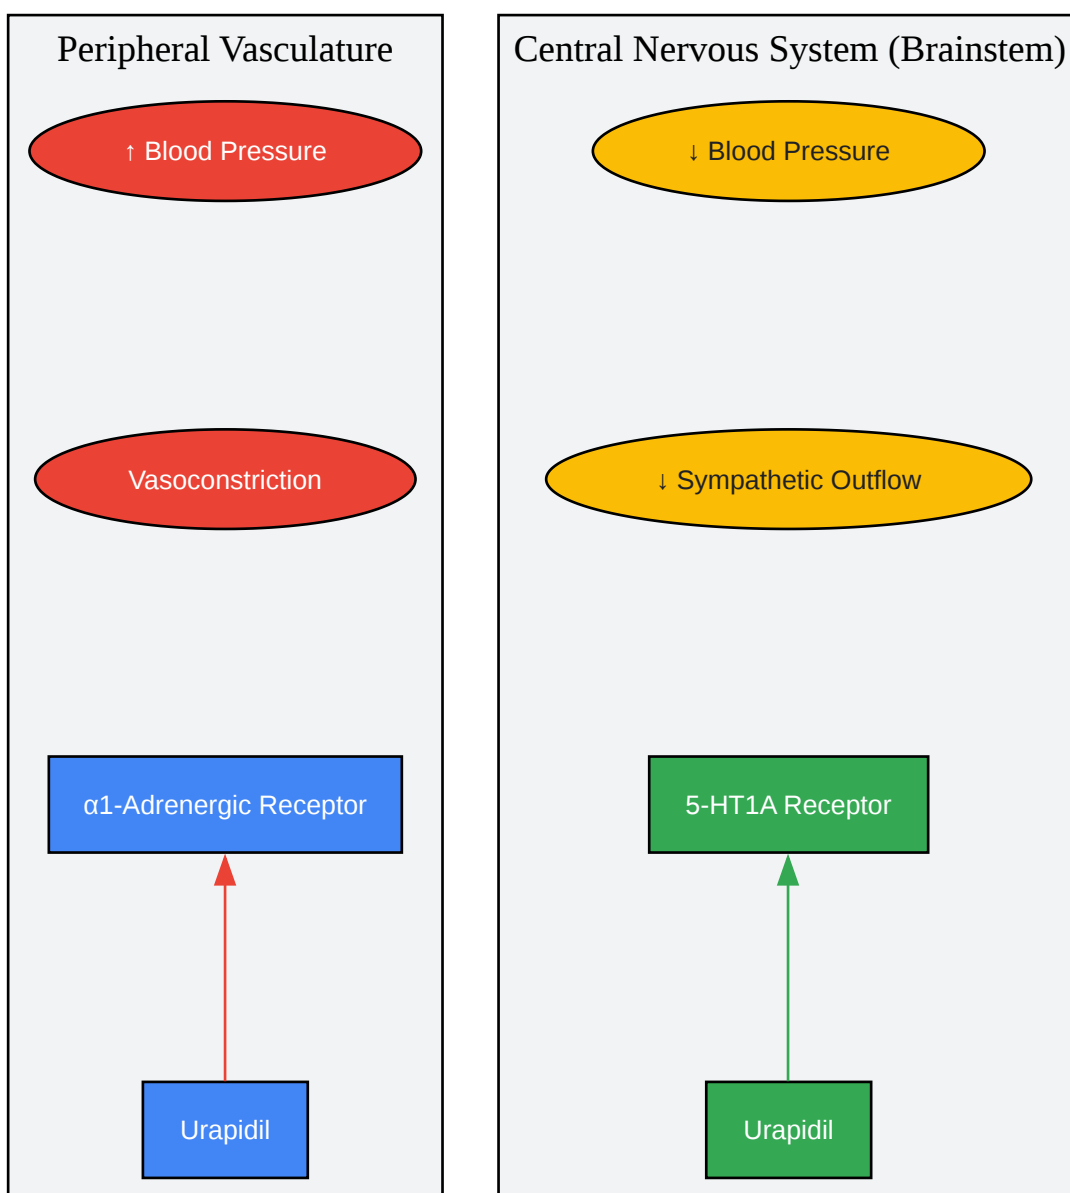 Peripheral Vasculature
↑ Blood Pressure
Vasoconstriction
α1-Adrenergic Receptor
Urapidil
Central Nervous System (Brainstem)
↓ Blood Pressure
↓ Sympathetic Outflow
5-HT1A Receptor
Urapidil